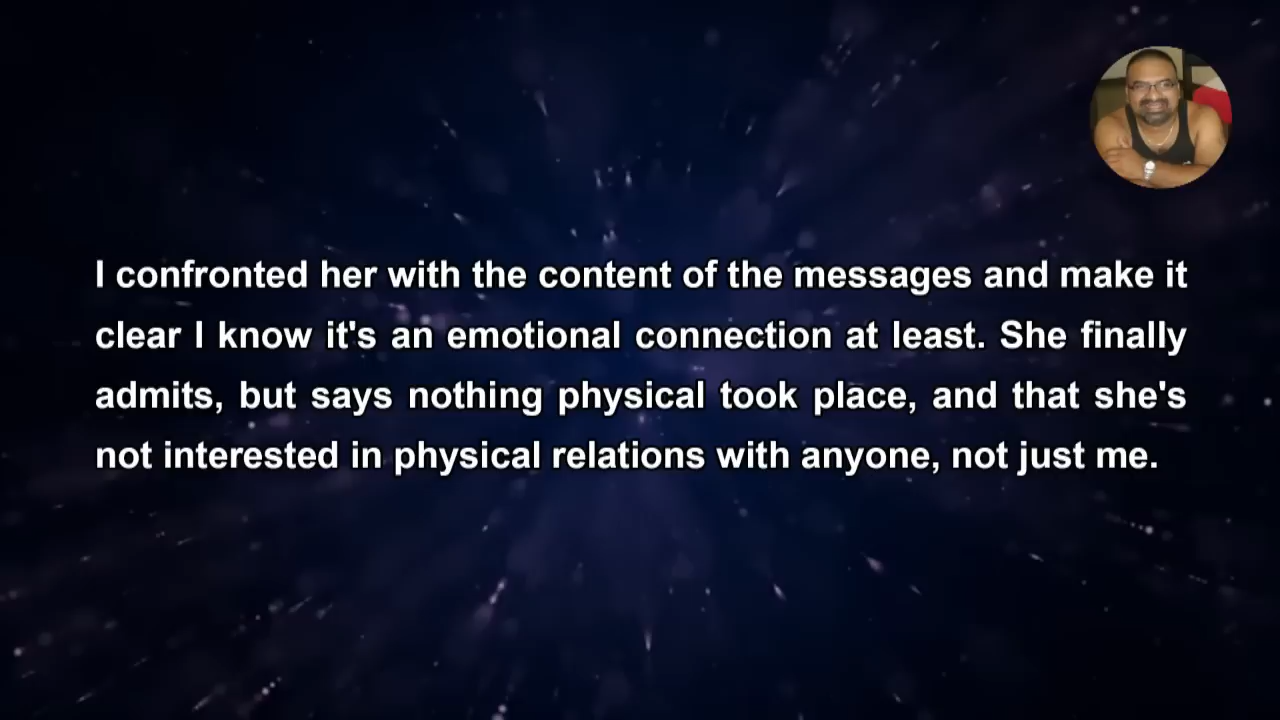 I confronted her with the content of the messages and make it
clear I know it's an emotional connection at least. She finally
admits, but says nothing physical took place, and that she's
not interested in physical relations with anyone, not just me.